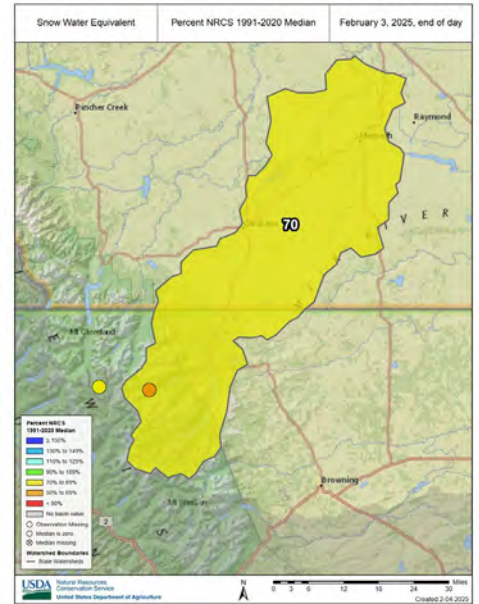 Snow Water Equivalent
Percent NRCS 1991-2020 Median
February 3, 2025, end of day
Pincher Creek
Raymond
70
R I V E R
Mt Cleveland
Browning
2
Percent NRCS
1991-2020 Median
≥ 150%
130% to 149%
110% to 129%
90% to 109%
70% to 89%
50% to 69%
< 50%
No basin value
Observation Missing
Median is zero
Median missing
Watershed Boundaries
State Watersheds
USDA
Natural Resources
Conservation Service
United States Department of Agriculture
N
0 3 6 12 18 24 30
Miles
Created 2-04-2025